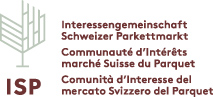 Interessengemeinschaft
Schweizer Parkettmarkt
Communauté d'Intérêts
marché Suisse du Parquet
Comunità d'Interesse del
mercato Svizzero del Parquet
ISP